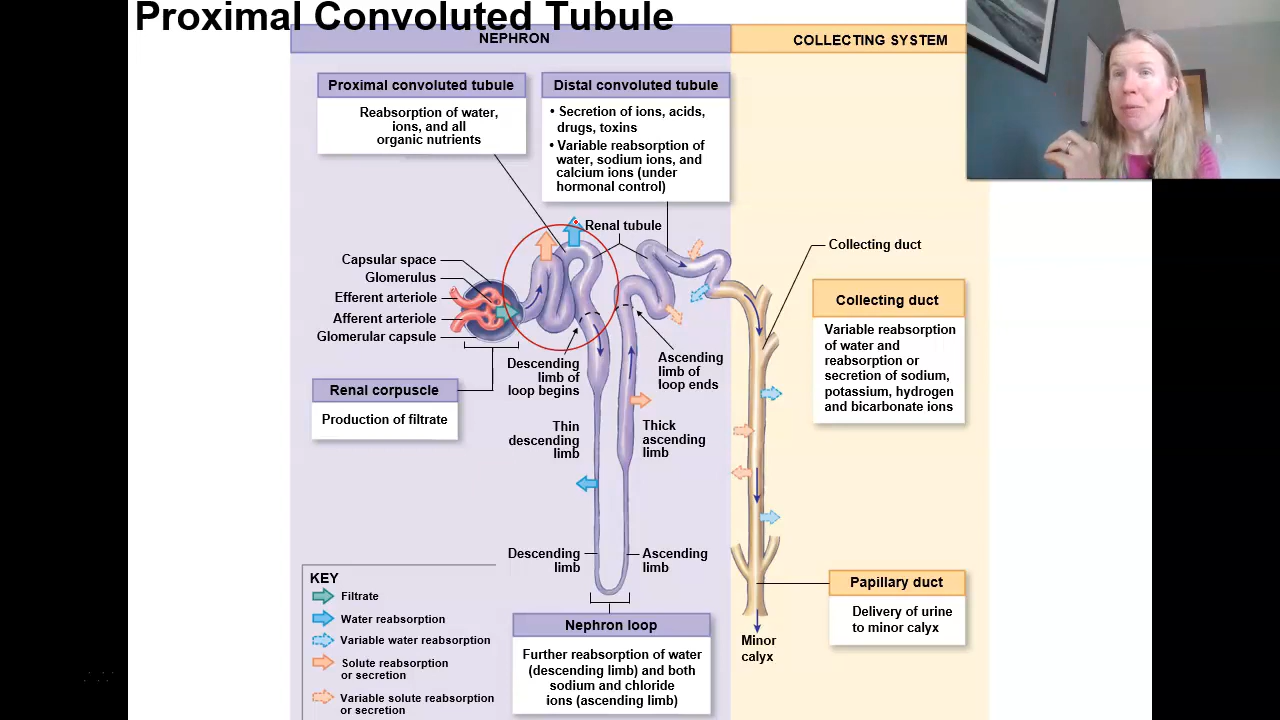 Proximal Convoluted Tubule
NEPHRON
COLLECTING SYSTEM
Proximal convoluted tubule
Reabsorption of water,
ions, and all
organic nutrients
Distal convoluted tubule
• Secretion of ions, acids,
drugs, toxins
• Variable reabsorption of
water, sodium ions, and
calcium ions (under
hormonal control)
Renal tubule
Capsular space
Glomerulus
Efferent arteriole
Afferent arteriole
Glomerular capsule
Renal corpuscle
Production of filtrate
Descending
limb of
loop begins
Ascending
limb of
loop ends
Thin
descending
limb
Thick
ascending
limb
Descending
limb
Ascending
limb
Nephron loop
Further reabsorption of water
(descending limb) and both
sodium and chloride
ions (ascending limb)
Collecting duct
Collecting duct
Variable reabsorption
of water and
reabsorption or
secretion of sodium,
potassium, hydrogen
and bicarbonate ions
Papillary duct
Delivery of urine
to minor calyx
Minor
calyx
KEY
Filtrate
Water reabsorption
Variable water reabsorption
Solute reabsorption
or secretion
Variable solute reabsorption
or secretion